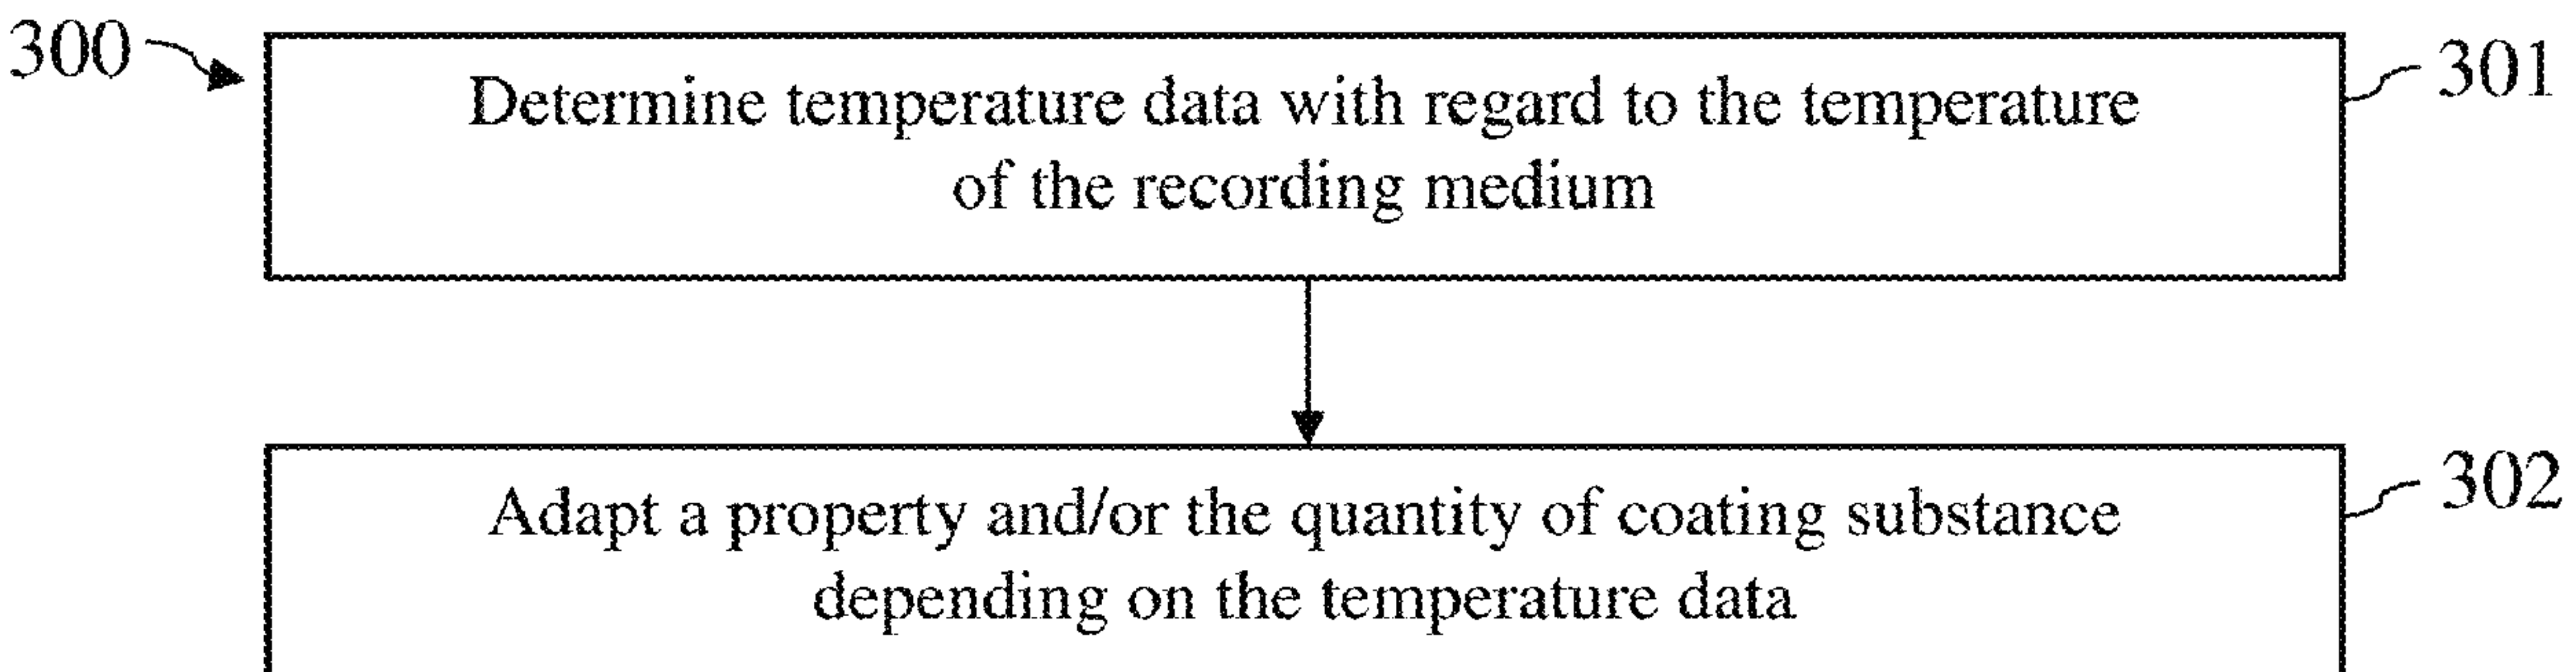 300
Determine temperature data with regard to the temperature
of the recording medium
301
Adapt a property and/or the quantity of coating substance
depending on the temperature data
302